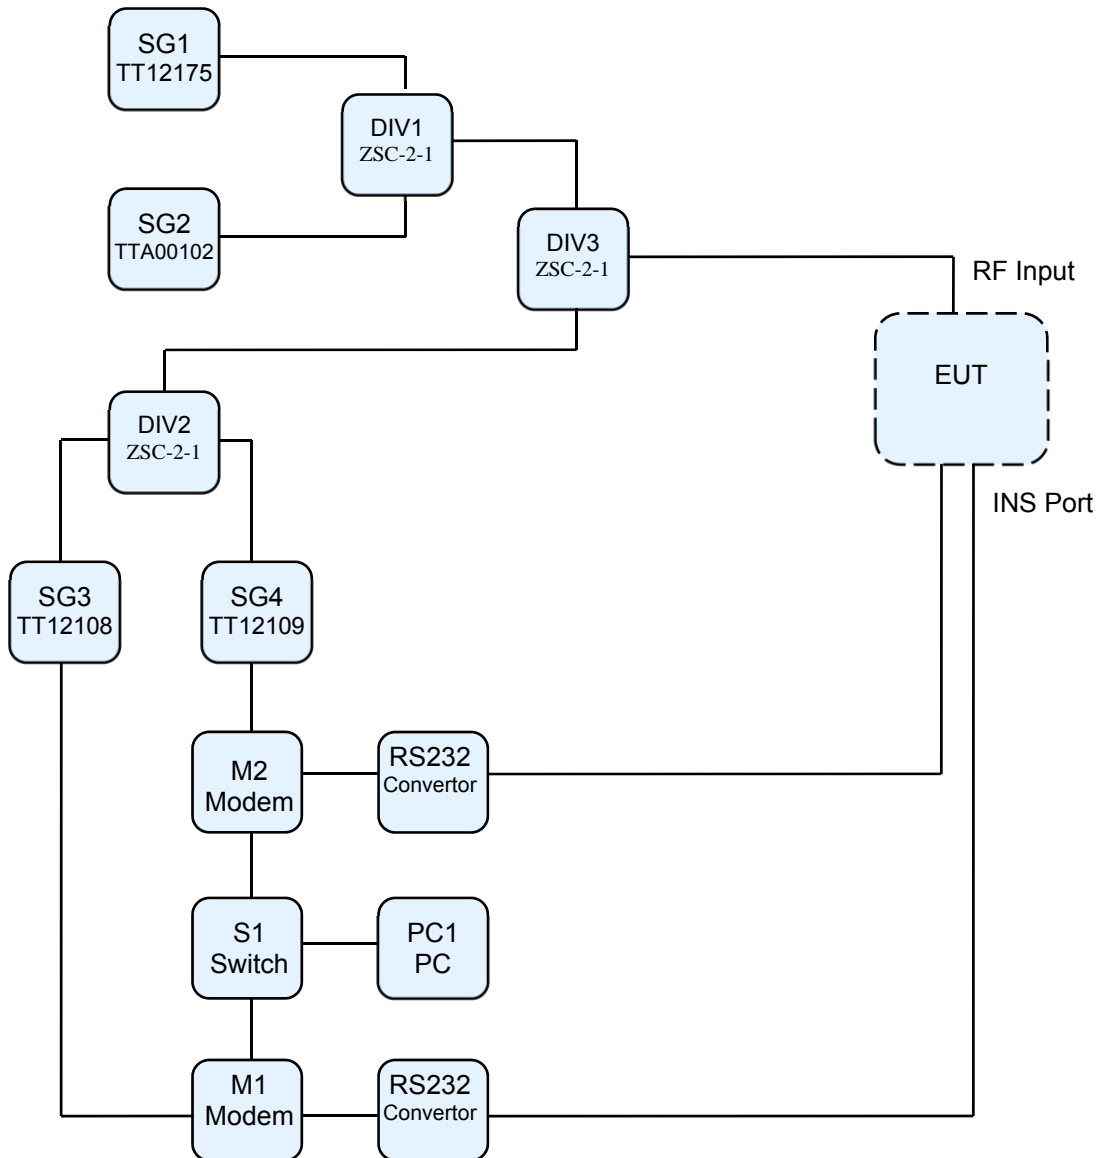 SG1
TT12175
DIV1
ZSC-2-1
SG2
TTA00102
DIV3
ZSC-2-1
RF Input
EUT
DIV2
ZSC-2-1
INS Port
SG3
TT12108
SG4
TT12109
M2
Modem
RS232
Convertor
S1
Switch
PC1
PC
M1
Modem
RS232
Convertor